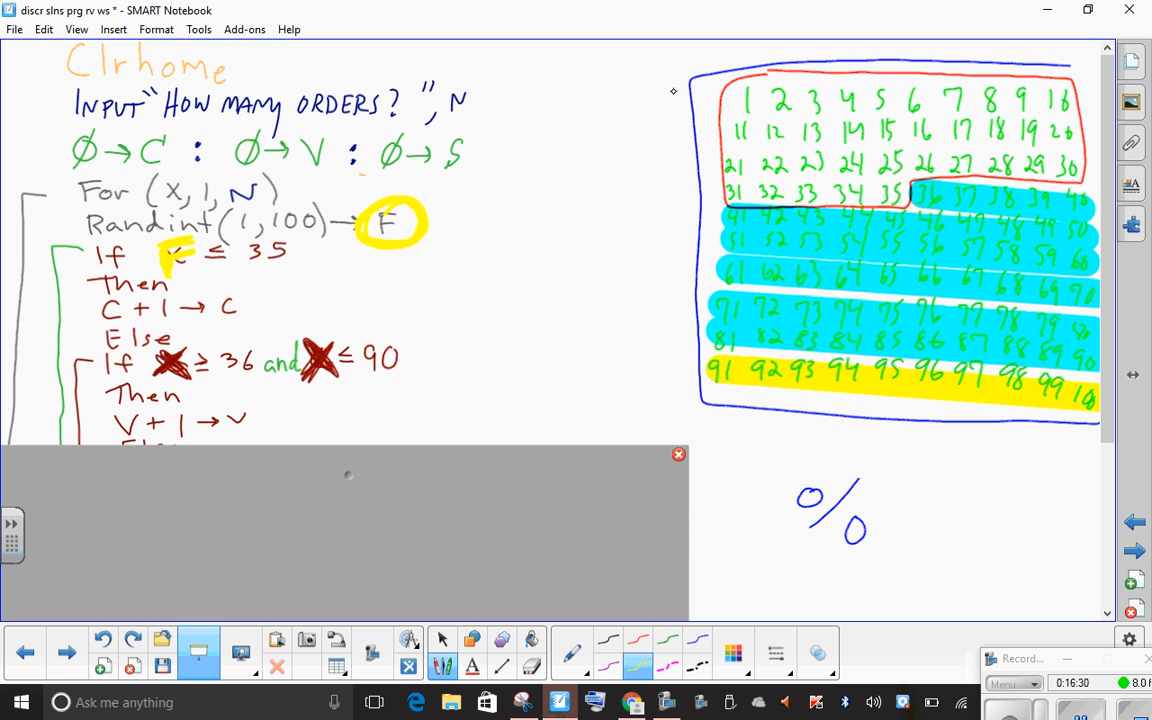 discr slns prg rv ws * - SMART Notebook
File Edit View Insert Format Tools Add-ons Help
Clrhome
INPUT "HOW MANY ORDERS? ", N
Ø → C : Ø → V : Ø → S
For (X, 1, N)
Randint (1, 100) → F
If F ≤ 35
Then
C + 1 → C
Else
If ≥ 36 and ≤ 90
Then
V + 1 → V
Else
1 2 3 4 5 6 7 8 9 10
11 12 13 14 15 16 17 18 19 20
21 22 23 24 25 26 27 28 29 30
31 32 33 34 35 36 37 38 39 40
41 42 43 44 45 46 47 48 49 50
51 52 53 54 55 56 57 58 59 60
61 62 63 64 65 66 67 68 69 70
71 72 73 74 75 76 77 78 79 80
81 82 83 84 85 86 87 88 89 90
91 92 93 94 95 96 97 98 99 100
%
Record...
Menu
0:16:30
8.0 f
Ask me anything